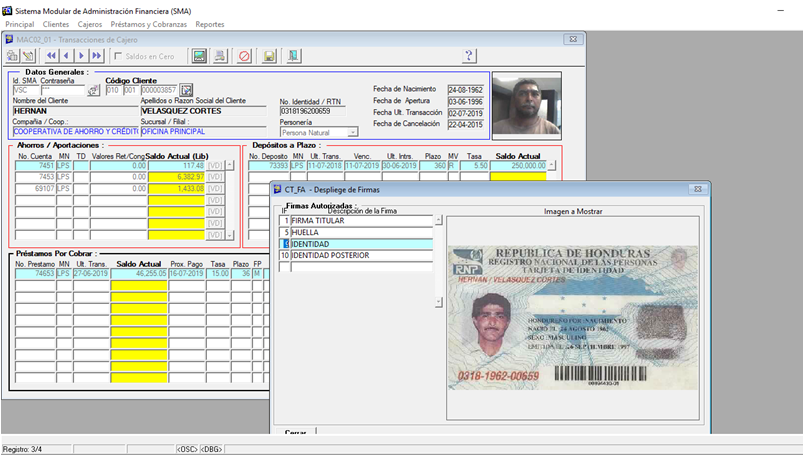 Sistema Modular de Administración Financiera (SMA)
Principal Clientes Cajeros Préstamos y Cobranzas Reportes
MAC02_01 - Transacciones de Cajero
Saldos en Cero
Datos Generales :
Id. SMA Contraseña Código Cliente
VSC *** 010 001 000003857
Nombre del Cliente Apellidos o Razon Social del Cliente No. Identidad / RTN
HERNAN VELASQUEZ CORTES 0318196200659
Compañía / Coop.: Sucursal / Filial : Personería
COOPERATIVA DE AHORRO Y CRÉDITO OFICINA PRINCIPAL Persona Natural
Fecha de Nacimiento 24-08-1962
Fecha de Apertura 03-06-1996
Fecha Ult. Transacción 02-07-2019
Fecha de Cancelación 22-04-2015
Ahorros / Aportaciones :
No. Cuenta MN TD Valores Ret/Cong Saldo Actual (Lib)
7451 LPS 0.00 117.48 [VD]
7453 LPS 0.00 6,382.97 [VD]
69107 LPS 0.00 1,433.08 [VD]
[VD]
[VD]
[VD]
[VD]
Depósitos a Plazo :
No. Deposito MN Ult. Trans. Venc. Ult. Intrs. Plazo MV Tasa Saldo Actual
73393 LPS 11-07-2018 11-07-2019 30-06-2019 360 R 5.50 250,000.00
Préstamos Por Cobrar :
No. Prestamo MN Ult. Trans. Saldo Actual Prox. Pago Tasa Plazo FP
74653 LPS 27-06-2019 46,255.05 16-07-2019 15.00 36 M
CT_FA - Despliege de Firmas
Firmas Autorizadas :
IF Descripción de la Firma
1 FIRMA TITULAR
5 HUELLA
IDENTIDAD
10 IDENTIDAD POSTERIOR
Imagen a Mostrar
REPUBLICA DE HONDURAS
REGISTRO NACIONAL DE LAS PERSONAS
TARJETA DE IDENTIDAD
RNP
HERNAN / VELASQUEZ CORTES
HONDUREÑO POR NACIMIENTO
NACIO EL 24 AGOSTO 1962
SEXO MASCULINO
EMITIDA EL 26 SEPTIEMBRE 1997
0318-1962-00659
Cerrar
Registro: 3/4 <OSC> <DBG>